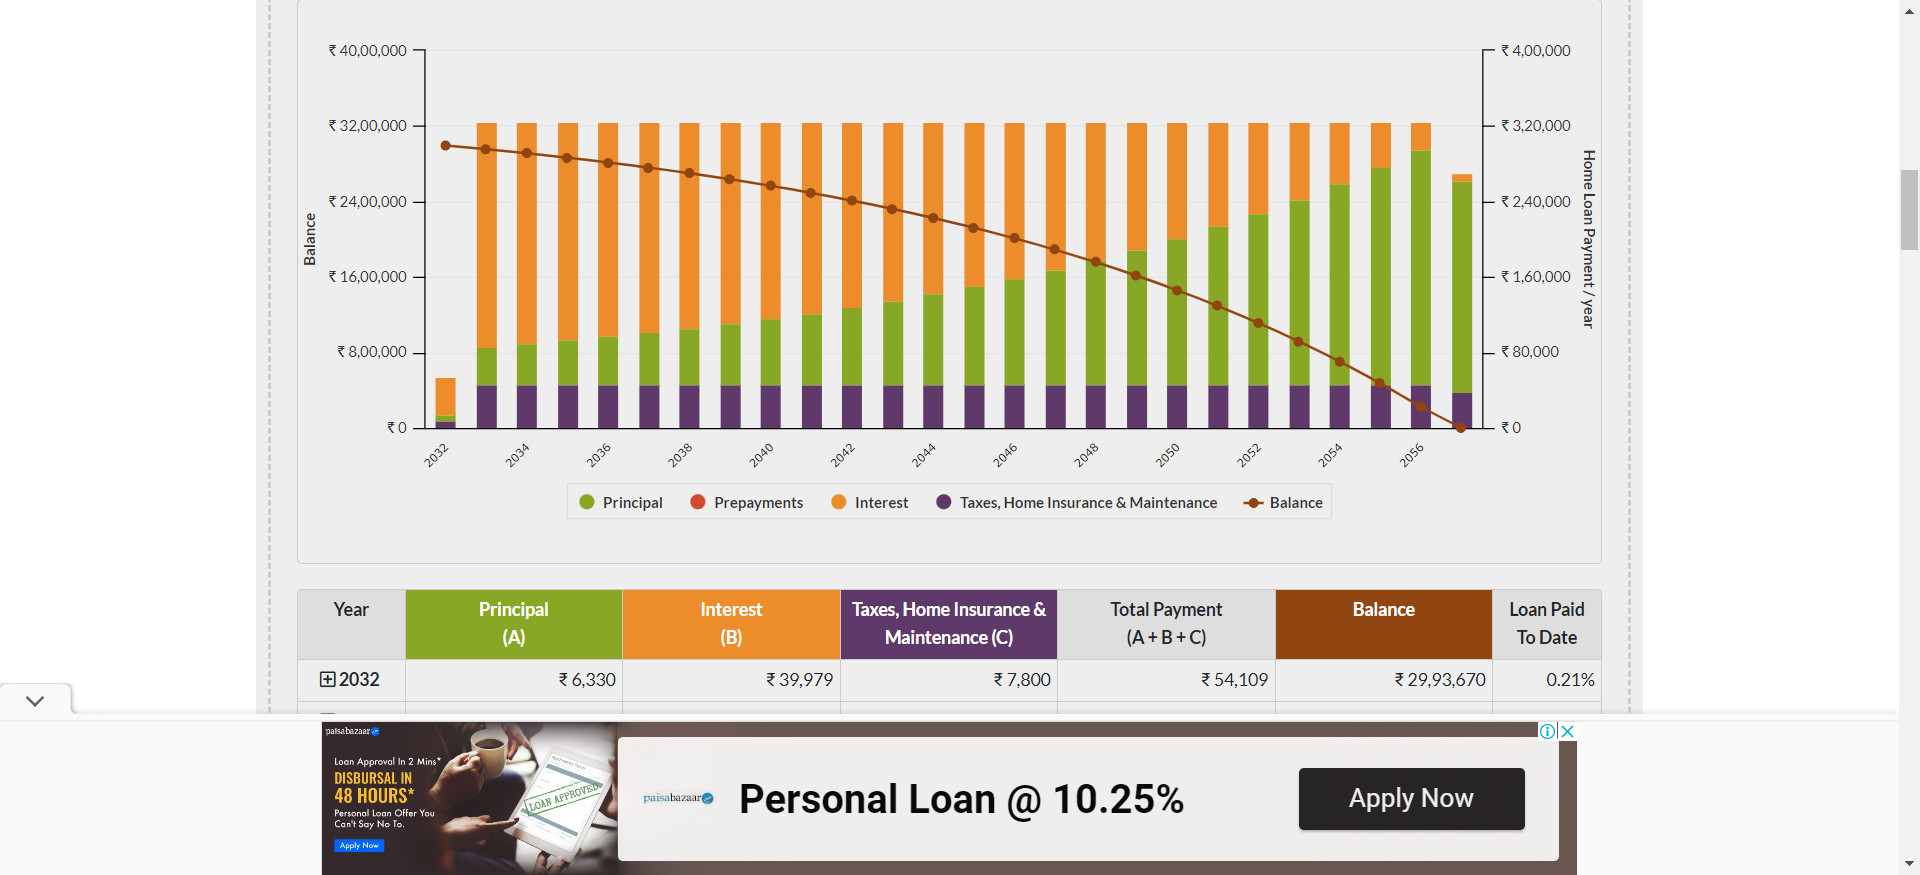 ₹ 40,00,000
₹ 32,00,000
₹ 24,00,000
₹ 16,00,000
₹ 8,00,000
₹ 0
Balance
₹ 4,00,000
₹ 3,20,000
₹ 2,40,000
₹ 1,60,000
₹ 80,000
₹ 0
Home Loan Payment / year
2032 2034 2036 2038 2040 2042 2044 2046 2048 2050 2052 2054 2056
Principal Prepayments Interest Taxes, Home Insurance & Maintenance Balance
Year Principal (A) Interest (B) Taxes, Home Insurance & Maintenance (C) Total Payment (A + B + C) Balance Loan Paid To Date
2032 ₹ 6,330 ₹ 39,979 ₹ 7,800 ₹ 54,109 ₹ 29,93,670 0.21%
paisabazaar
Loan Approval In 2 Mins*
DISBURSAL IN
48 HOURS*
Personal Loan Offer You
Can't Say No To.
Apply Now
LOAN APPROVED
paisabazaar
Personal Loan @ 10.25%
Apply Now